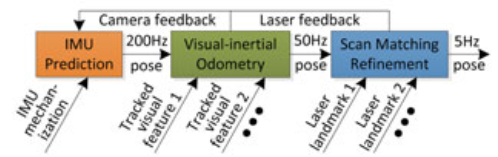 Camera feedback
Laser feedback
IMU
Prediction
200Hz
pose
Visual-inertial
Odometry
50Hz
pose
Scan Matching
Refinement
5Hz
pose
IMU
mechan-
ization
Tracked
visual
feature 1
Tracked
visual
feature 2
Laser
landmark 1
Laser
landmark 2